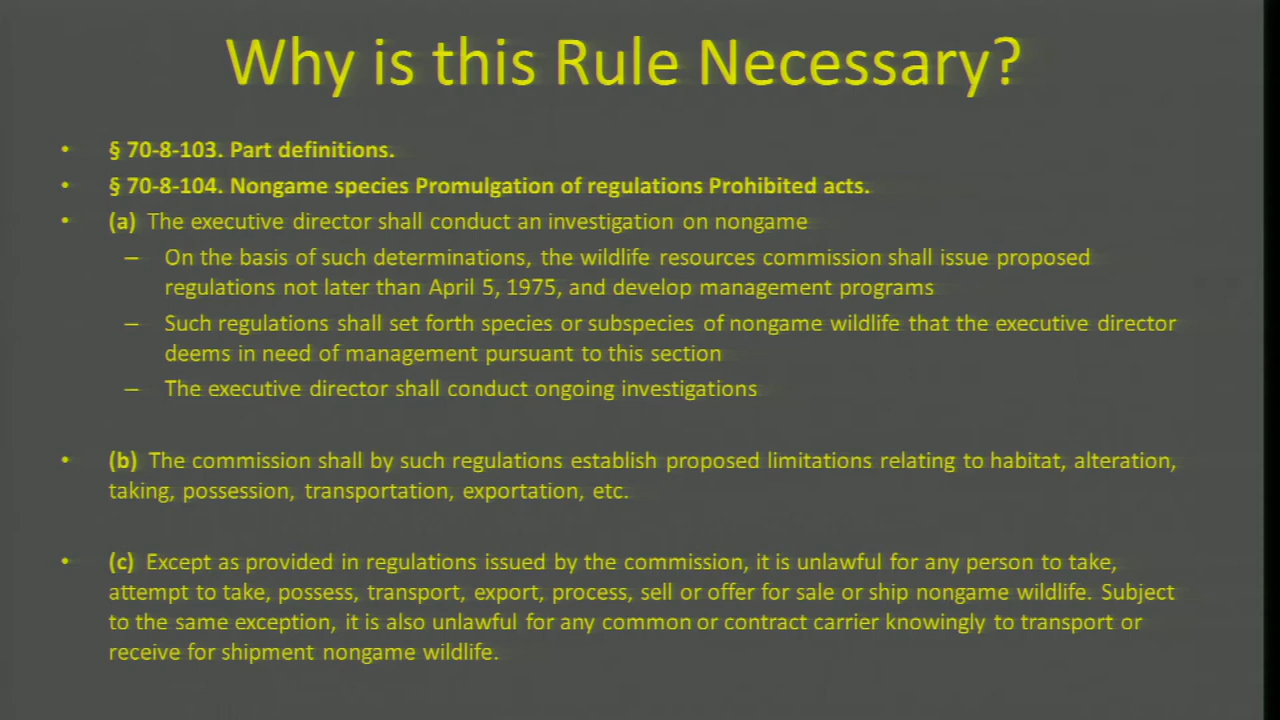 Why is this Rule Necessary?
• § 70-8-103. Part definitions.
• § 70-8-104. Nongame species Promulgation of regulations Prohibited acts.
• (a) The executive director shall conduct an investigation on nongame
– On the basis of such determinations, the wildlife resources commission shall issue proposed
regulations not later than April 5, 1975, and develop management programs
– Such regulations shall set forth species or subspecies of nongame wildlife that the executive director
deems in need of management pursuant to this section
– The executive director shall conduct ongoing investigations
• (b) The commission shall by such regulations establish proposed limitations relating to habitat, alteration,
taking, possession, transportation, exportation, etc.
• (c) Except as provided in regulations issued by the commission, it is unlawful for any person to take,
attempt to take, possess, transport, export, process, sell or offer for sale or ship nongame wildlife. Subject
to the same exception, it is also unlawful for any common or contract carrier knowingly to transport or
receive for shipment nongame wildlife.